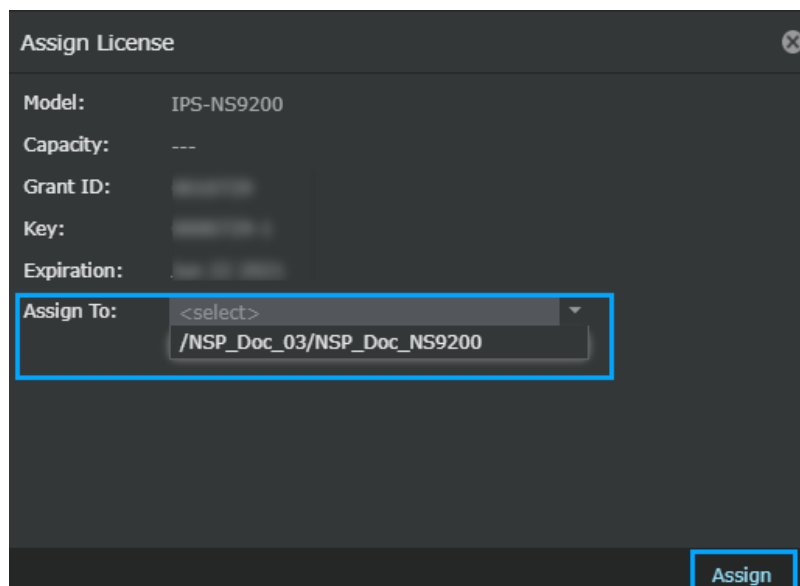 Assign License
Model: IPS-NS9200
Capacity: ---
Grant ID:
Key:
Expiration:
Assign To: <select>
/NSP_Doc_03/NSP_Doc_NS9200
Assign